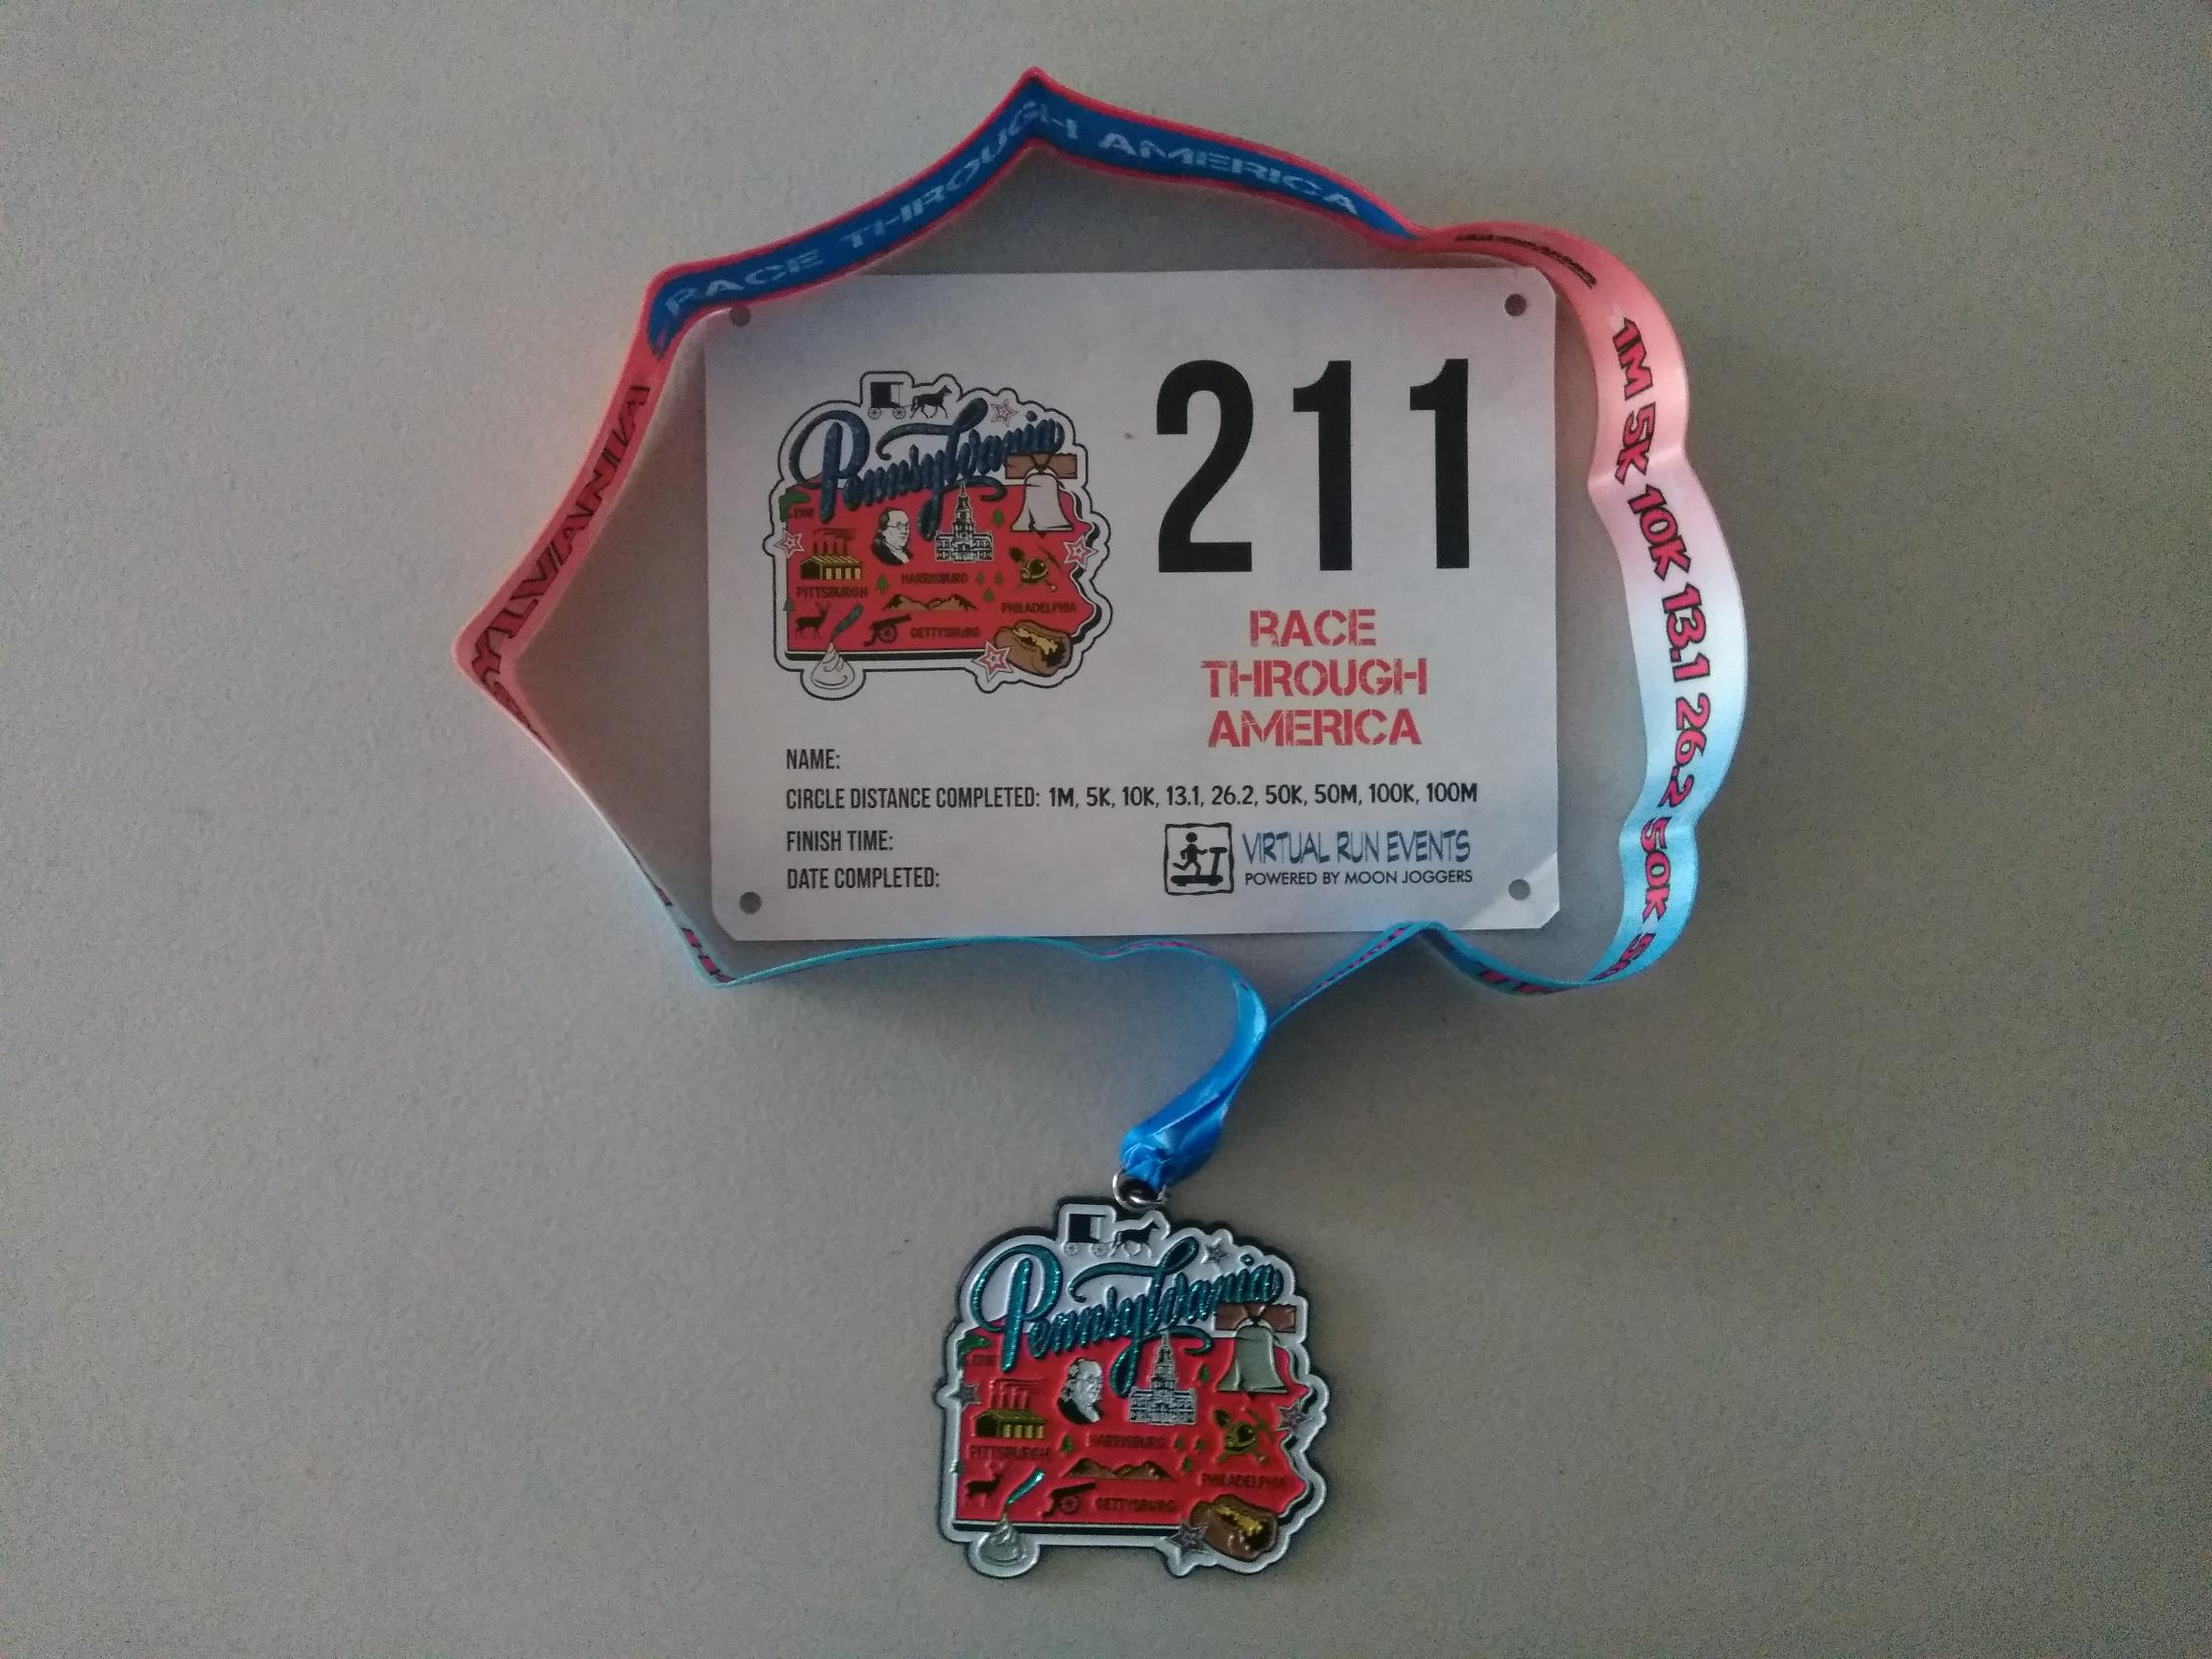 RACE THROUGH AMERICA
1M 5K 10K 13.1 26.2 50K
Pennsylvania
211
ERIE
HARRISBURG
PITTSBURGH
PHILADELPHIA
GETTYSBURG
RACE
THROUGH
AMERICA
NAME:
CIRCLE DISTANCE COMPLETED: 1M, 5K, 10K, 13.1, 26.2, 50K, 50M, 100K, 100M
FINISH TIME:
DATE COMPLETED:
VIRTUAL RUN EVENTS
POWERED BY MOON JOGGERS
Pennsylvania
ERIE
HARRISBURG
PITTSBURGH
PHILADELPHIA
GETTYSBURG